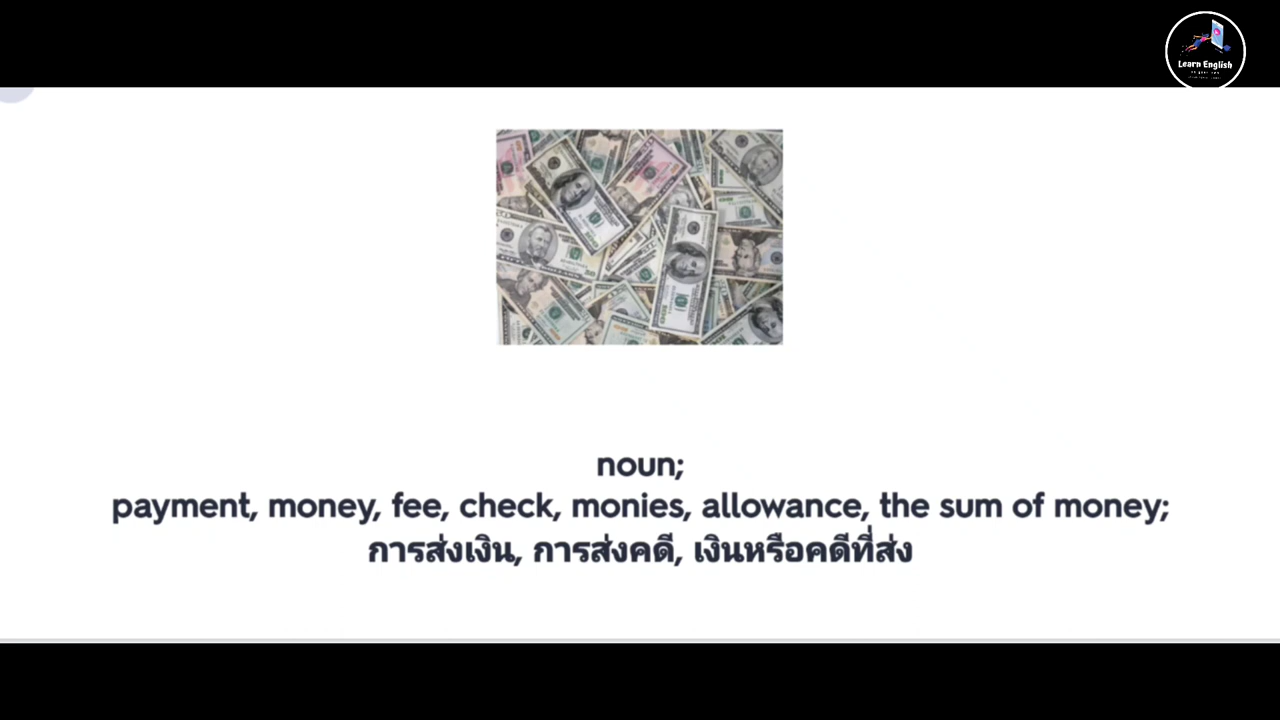 Learn English
noun;
payment, money, fee, check, monies, allowance, the sum of money;
การส่งเงิน, การส่งคดี, เงินหรือคดีที่ส่ง